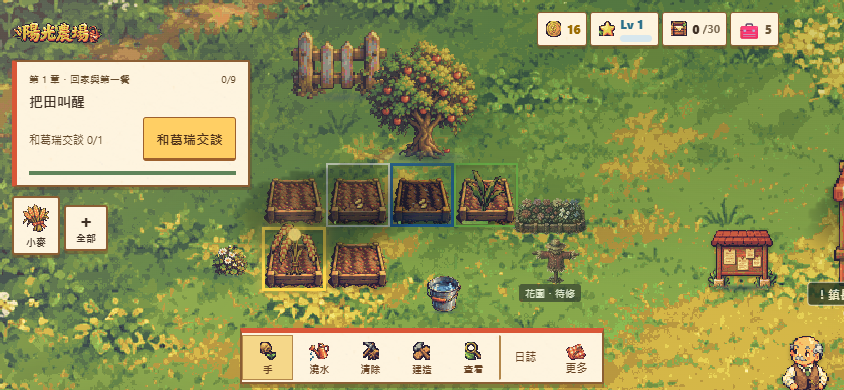 陽光農場
16
Lv 1
0 /30
5
第 1 章 · 回家與第一餐
0/9
把田叫醒
和葛瑞交談 0/1
和葛瑞交談
小麥
+
全部
花圃 · 待修
！鎮
手
澆水
清除
建造
查看
日誌
更多